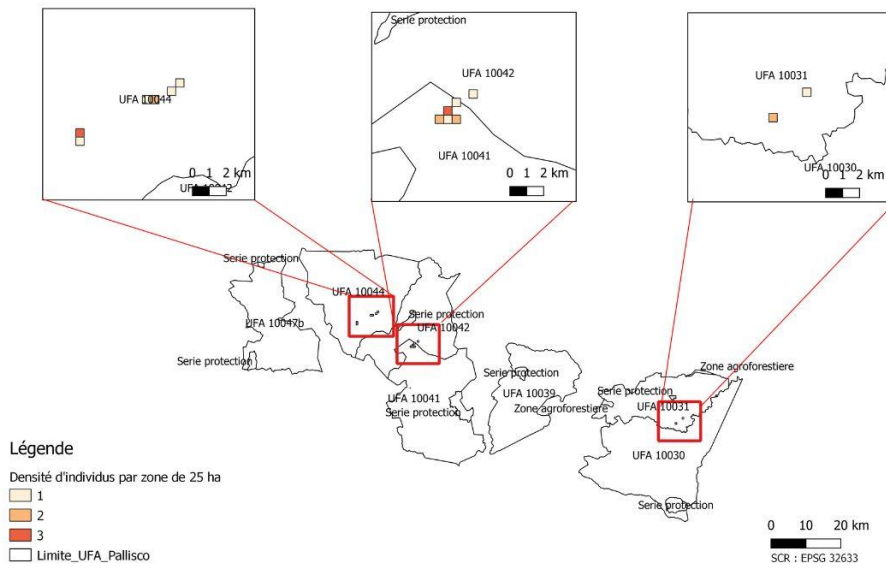 Serie protection
UFA 10042
UFA 10044
UFA 10031
UFA 10041
0 1 2 km
0 1 2 km
UFA 10030
0 1 2 km
UFA 10042
Serie protection
UFA 10044
Serie protection
UFA 10047b
UFA 10042
Serie protection
Serie protection
Zone agroforestiere
UFA 10041
UFA 10039
Serie protection
Serie protection
Zone agroforestiere
UFA 10031
UFA 10030
Légende
Densité d'individus par zone de 25 ha
1
2
3
Limite_UFA_Pallisco
Serie protection
0 10 20 km
SCR : EPSG 32633